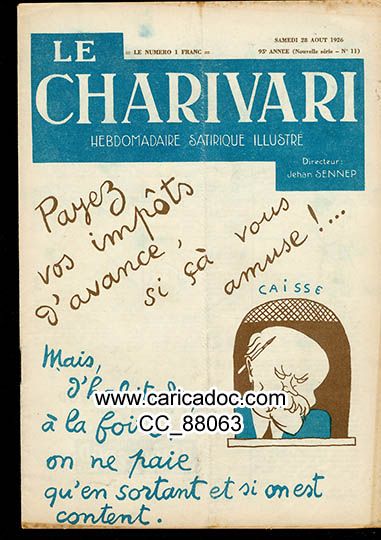 SAMEDI 28 AOUT 1926
LE NUMERO 1 FRANC
95e ANNEE (Nouvelle série - N° 11)
LE
CHARIVARI
HEBDOMADAIRE SATIRIQUE ILLUSTRÉ
Directeur:
Jehan SENNEP
Payez
vos impôts
d'avance,
si çà vous
amuse!...
CAISSE
Mais,
à la
www.caricadoc.com
CC_88063
on ne paie
qu'en sortant et si on est
content.